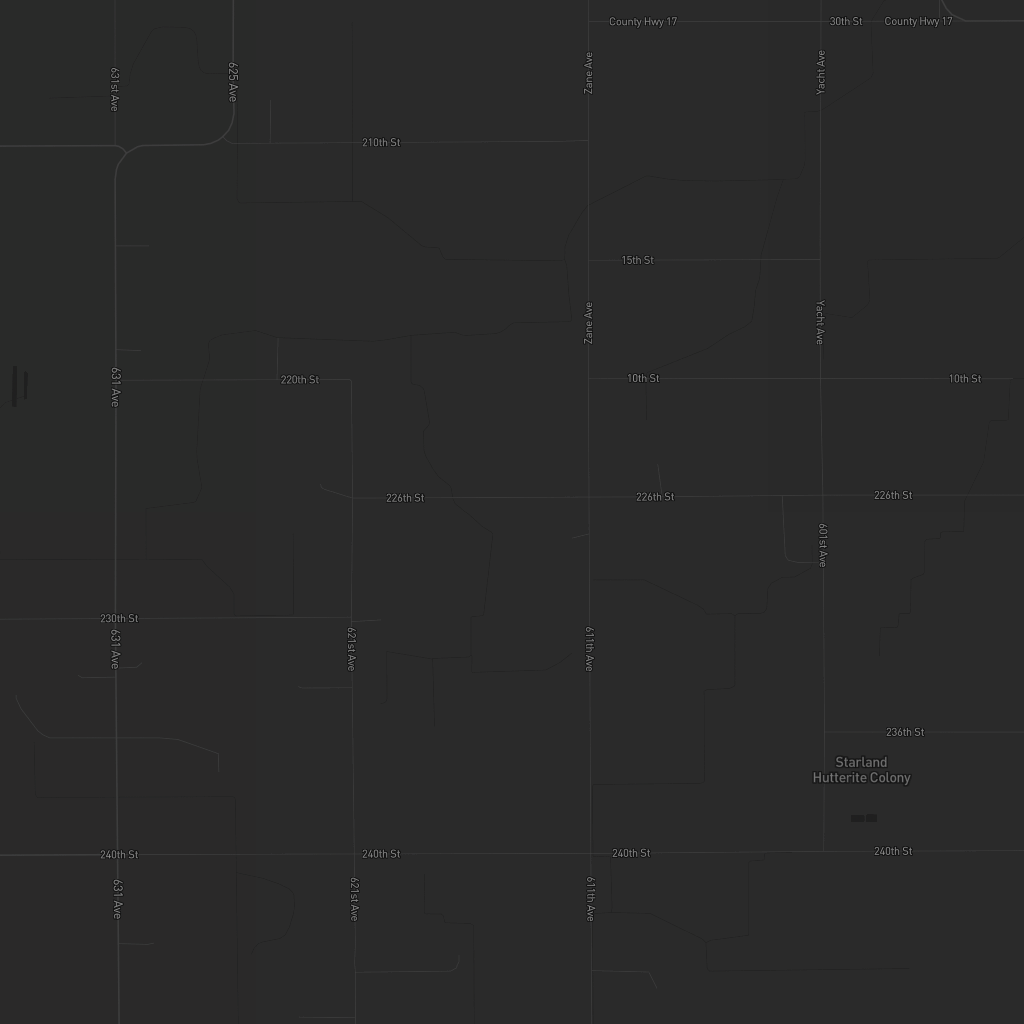 County Hwy 17
30th St
County Hwy 17
631st Ave
625 Ave
Zane Ave
Yacht Ave
210th St
15th St
Zane Ave
Yacht Ave
631 Ave
220th St
10th St
10th St
226th St
226th St
226th St
601st Ave
230th St
631 Ave
621st Ave
611th Ave
236th St
Starland
Hutterite Colony
240th St
240th St
240th St
240th St
631 Ave
621st Ave
611th Ave